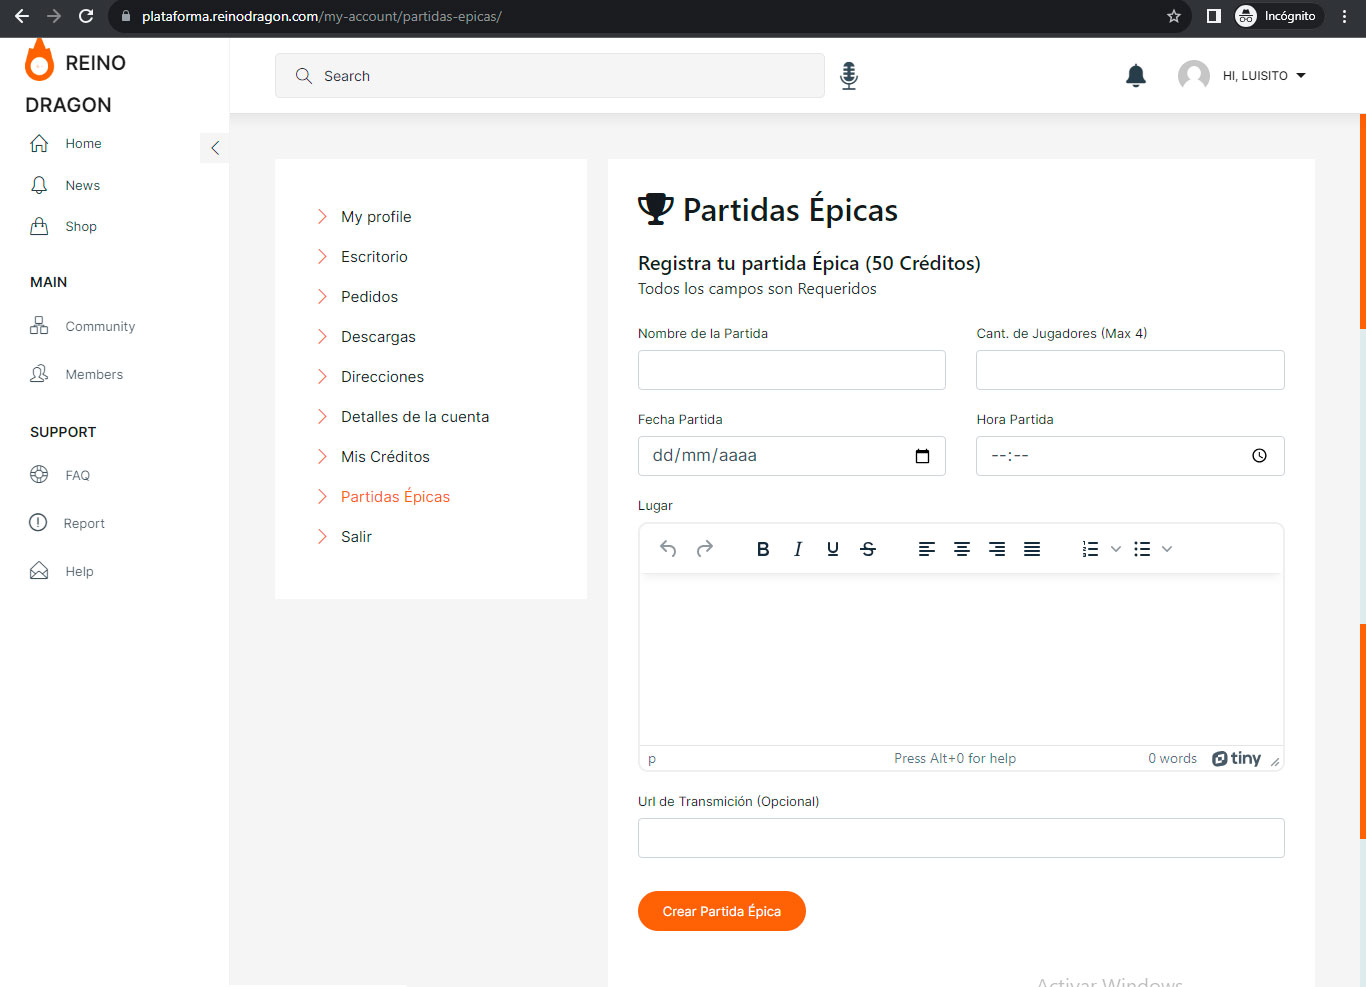 plataforma.reinodragon.com/my-account/partidas-epicas/
Incógnito
REINO
DRAGON
Search
HI, LUISITO
Home
News
Shop
MAIN
Community
Members
SUPPORT
FAQ
Report
Help
My profile
Escritorio
Pedidos
Descargas
Direcciones
Detalles de la cuenta
Mis Créditos
Partidas Épicas
Salir
Partidas Épicas
Registra tu partida Épica (50 Créditos)
Todos los campos son Requeridos
Nombre de la Partida
Cant. de Jugadores (Max 4)
Fecha Partida
Hora Partida
dd/mm/aaaa
--:--
Lugar
B I U S
p
Press Alt+0 for help
0 words
tiny
Url de Transmición (Opcional)
Crear Partida Épica
Activar Windows